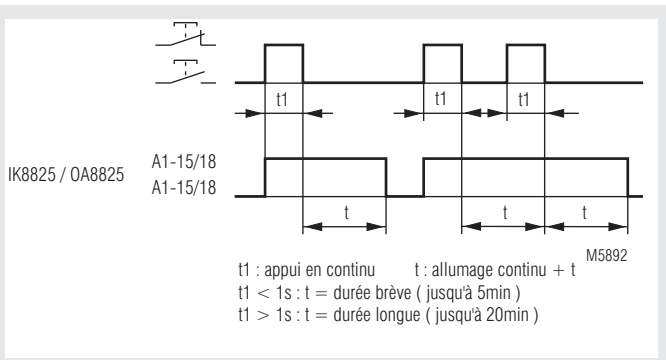 t1 t1 t1
IK8825 / OA8825
A1-15/18
A1-15/18
t t t
M5892
t1 : appui en continu t : allumage continu + t
t1 < 1s : t = durée brève ( jusqu'à 5min )
t1 > 1s : t = durée longue ( jusqu'à 20min )